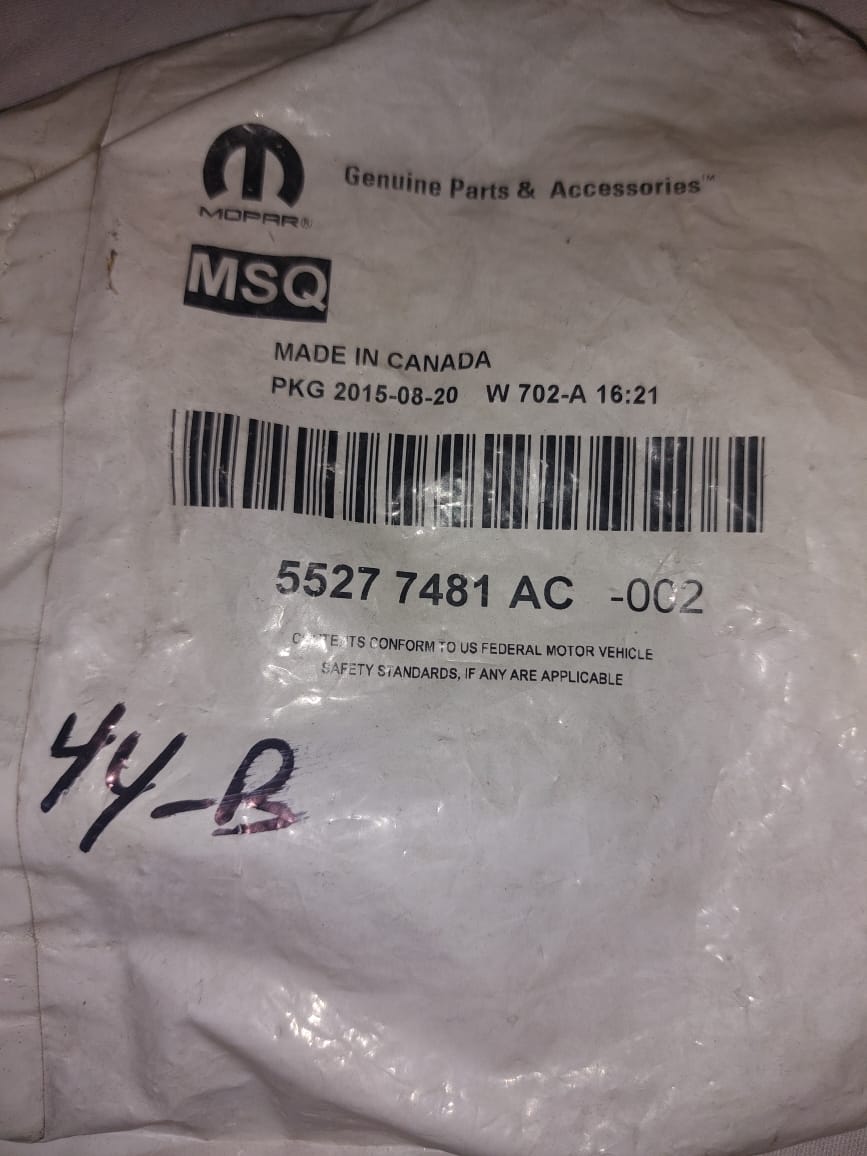 Genuine Parts & Accessories™
MOPAR®
MSQ
MADE IN CANADA
PKG 2015-08-20 W 702-A 16:21
5527 7481 AC -002
CONTENTS CONFORM TO US FEDERAL MOTOR VEHICLE
SAFETY STANDARDS, IF ANY ARE APPLICABLE
44-B